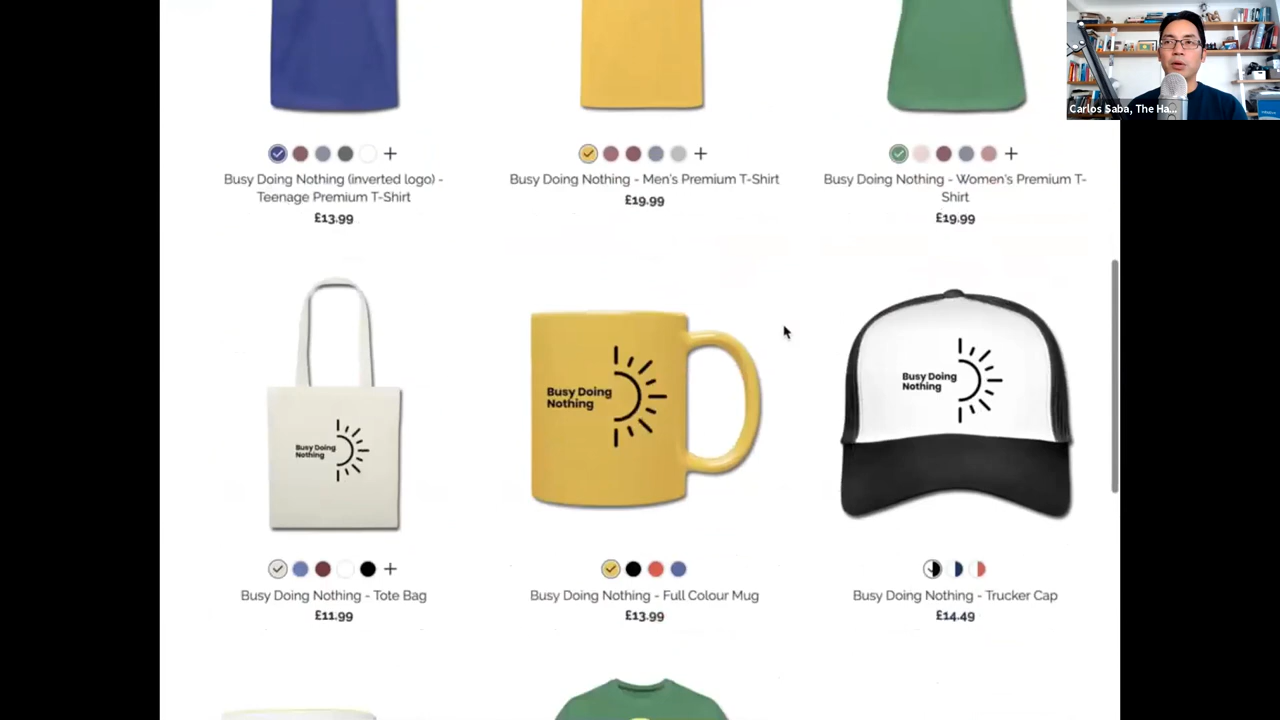 Carlos Saba, The Ha...
Busy Doing Nothing (inverted logo) -
Teenage Premium T-Shirt
£13.99
Busy Doing Nothing - Men's Premium T-Shirt
£19.99
Busy Doing Nothing - Women's Premium T-
Shirt
£19.99
Busy Doing
Nothing
Busy Doing
Nothing
Busy Doing
Nothing
Busy Doing Nothing - Tote Bag
£11.99
Busy Doing Nothing - Full Colour Mug
£13.99
Busy Doing Nothing - Trucker Cap
£14.49